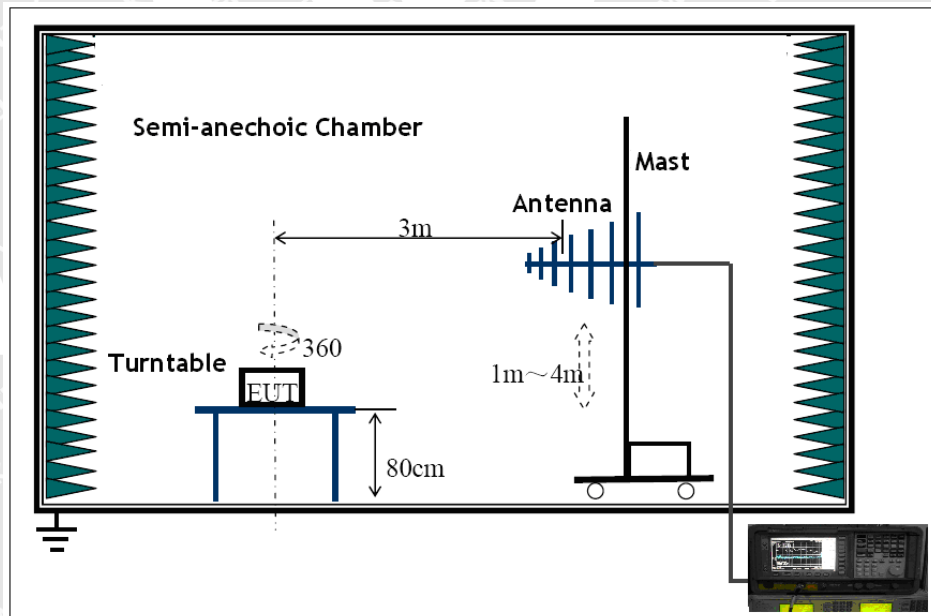 Semi-anechoic Chamber
Mast
Antenna
3m
360
Turntable
1m～4m
EUT
80cm